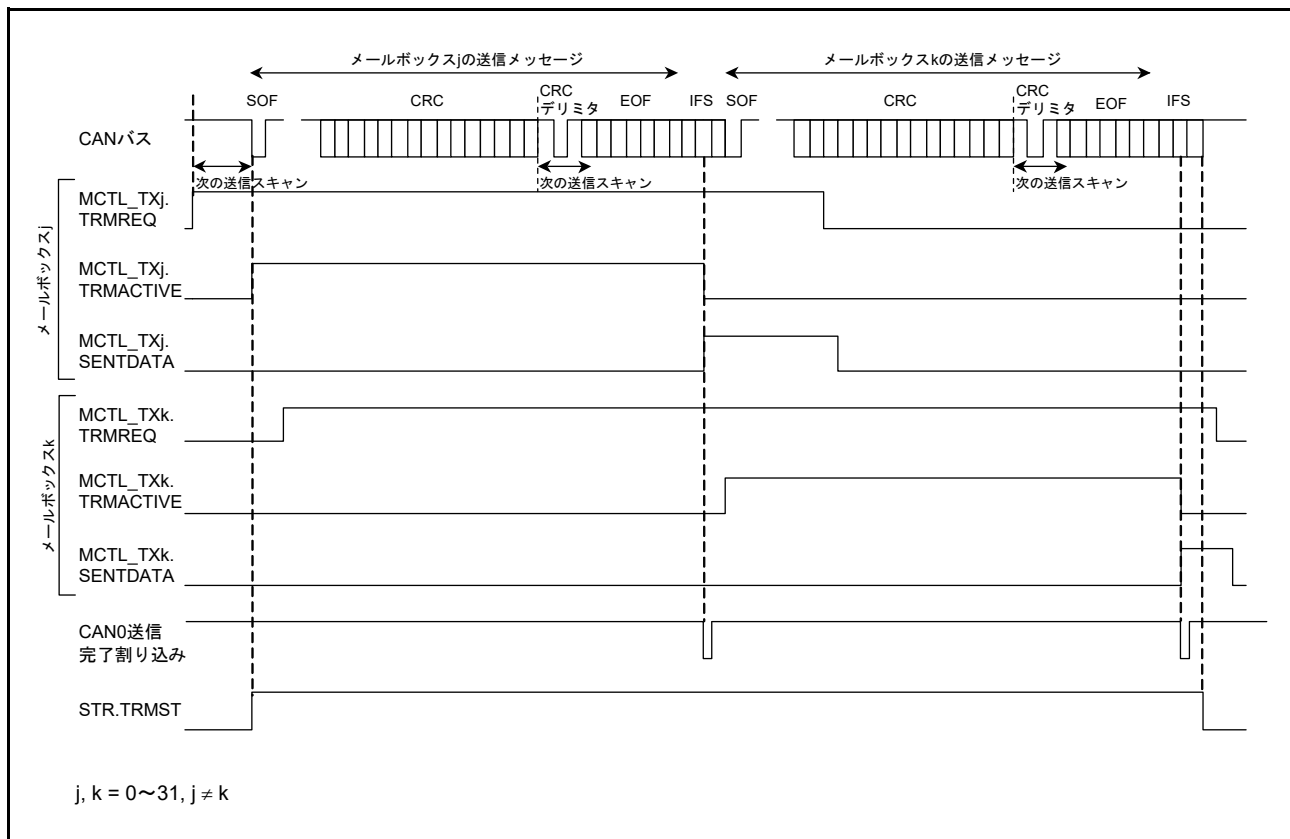 メールボックスjの送信メッセージ
メールボックスkの送信メッセージ
SOF
CRC
CRC
デリミタ
EOF
IFS
SOF
CRC
CRC
デリミタ
EOF
IFS
CANバス
次の送信スキャン
次の送信スキャン
次の送信スキャン
メールボックスj
MCTL_TXj.
TRMREQ
MCTL_TXj.
TRMACTIVE
MCTL_TXj.
SENTDATA
メールボックスk
MCTL_TXk.
TRMREQ
MCTL_TXk.
TRMACTIVE
MCTL_TXk.
SENTDATA
CAN0送信
完了割り込み
STR.TRMST
j, k = 0～31, j ≠ k